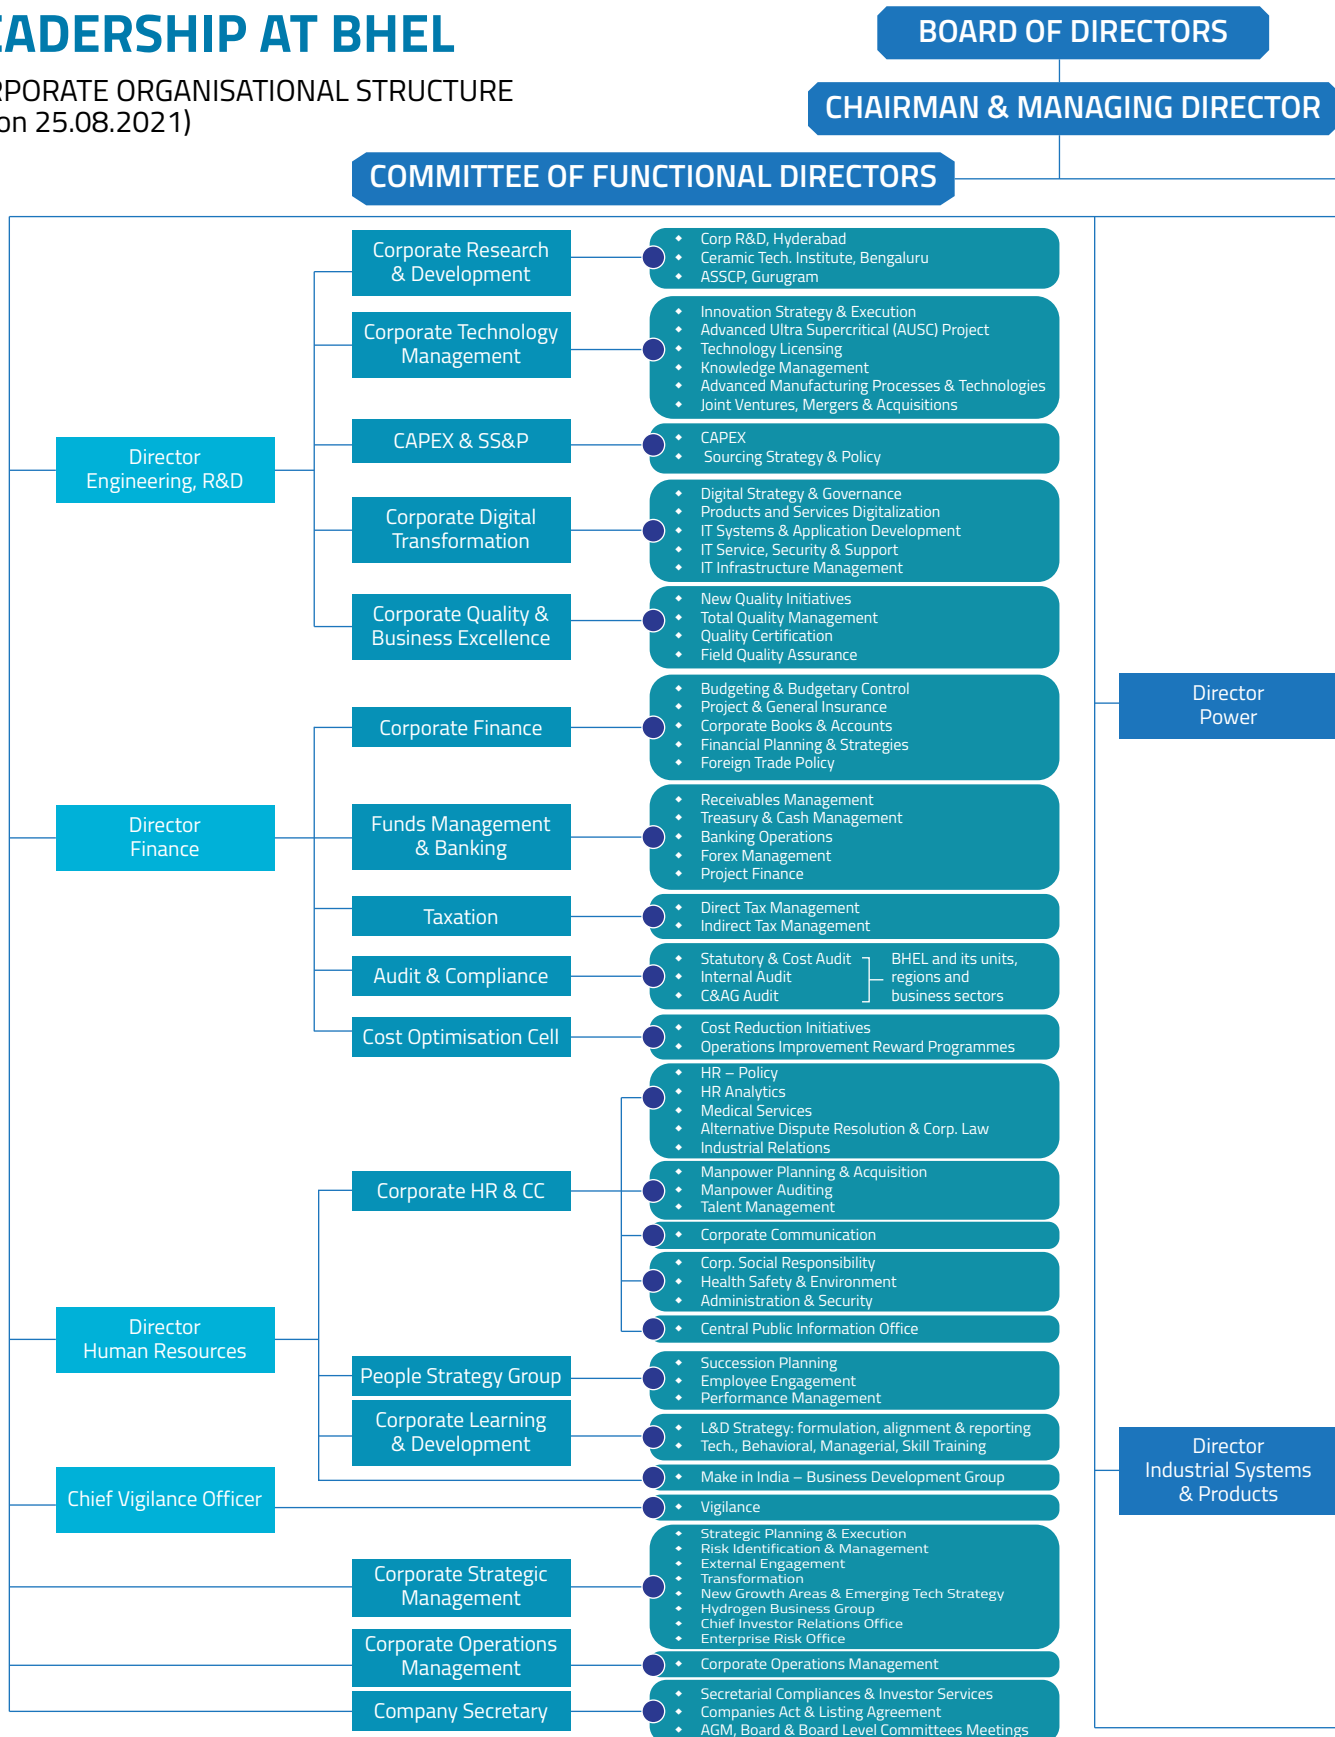 EADERSHIP AT BHEL
RPORATE ORGANISATIONAL STRUCTURE
on 25.08.2021)
BOARD OF DIRECTORS
CHAIRMAN & MANAGING DIRECTOR
COMMITTEE OF FUNCTIONAL DIRECTORS
Director
Engineering, R&D
Corporate Research
& Development
Corp R&D, Hyderabad
Ceramic Tech. Institute, Bengaluru
ASSCP, Gurugram
Corporate Technology
Management
Innovation Strategy & Execution
Advanced Ultra Supercritical (AUSC) Project
Technology Licensing
Knowledge Management
Advanced Manufacturing Processes & Technologies
Joint Ventures, Mergers & Acquisitions
CAPEX & SS&P
CAPEX
Sourcing Strategy & Policy
Corporate Digital
Transformation
Digital Strategy & Governance
Products and Services Digitalization
IT Systems & Application Development
IT Service, Security & Support
IT Infrastructure Management
Corporate Quality &
Business Excellence
New Quality Initiatives
Total Quality Management
Quality Certification
Field Quality Assurance
Director
Finance
Corporate Finance
Budgeting & Budgetary Control
Project & General Insurance
Corporate Books & Accounts
Financial Planning & Strategies
Foreign Trade Policy
Funds Management
& Banking
Receivables Management
Treasury & Cash Management
Banking Operations
Forex Management
Project Finance
Taxation
Direct Tax Management
Indirect Tax Management
Audit & Compliance
Statutory & Cost Audit
Internal Audit
C&AG Audit
BHEL and its units,
regions and
business sectors
Cost Optimisation Cell
Cost Reduction Initiatives
Operations Improvement Reward Programmes
Director
Human Resources
Corporate HR & CC
HR – Policy
HR Analytics
Medical Services
Alternative Dispute Resolution & Corp. Law
Industrial Relations
Manpower Planning & Acquisition
Manpower Auditing
Talent Management
Corporate Communication
Corp. Social Responsibility
Health Safety & Environment
Administration & Security
Central Public Information Office
People Strategy Group
Succession Planning
Employee Engagement
Performance Management
Corporate Learning
& Development
L&D Strategy: formulation, alignment & reporting
Tech., Behavioral, Managerial, Skill Training
Make in India – Business Development Group
Chief Vigilance Officer
Vigilance
Corporate Strategic
Management
Strategic Planning & Execution
Risk Identification & Management
External Engagement
Transformation
New Growth Areas & Emerging Tech Strategy
Hydrogen Business Group
Chief Investor Relations Office
Enterprise Risk Office
Corporate Operations
Management
Corporate Operations Management
Company Secretary
Secretarial Compliances & Investor Services
Companies Act & Listing Agreement
AGM, Board & Board Level Committees Meetings
Director
Power
Director
Industrial Systems
& Products